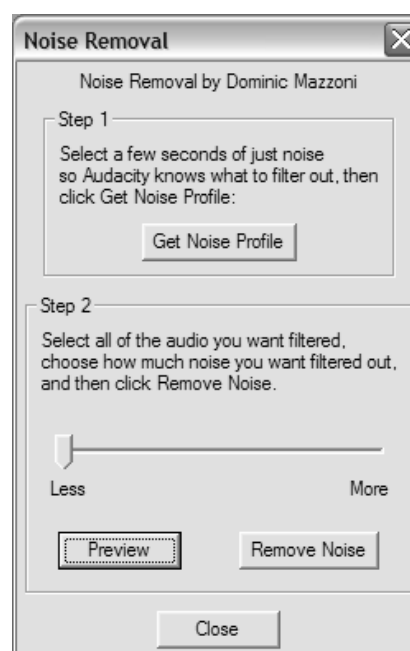 Noise Removal
Noise Removal by Dominic Mazzoni
Step 1
Select a few seconds of just noise
so Audacity knows what to filter out, then
click Get Noise Profile:
Get Noise Profile
Step 2
Select all of the audio you want filtered,
choose how much noise you want filtered out,
and then click Remove Noise.
Less More
Preview Remove Noise
Close